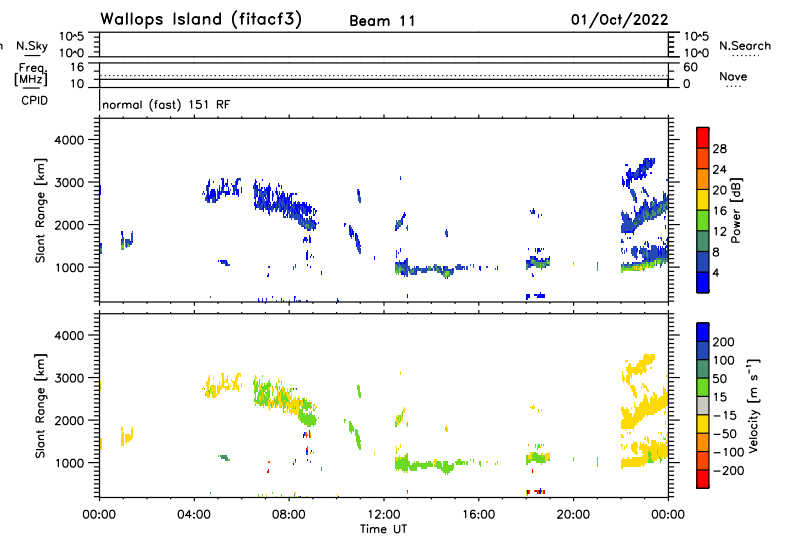 Wallops Island (fitacf3) Beam 11 01/Oct/2022
n N.Sky 10^5 10^5 N.Search
10^0 10^0
Freq. 16 60 Nave
[MHz] 10 0
CPID normal (fast) 151 RF
Slant Range [km]
4000
3000
2000
1000
28
24
20
16
12
8
4
Power [dB]
Slant Range [km]
4000
3000
2000
1000
200
100
50
15
−15
−50
−100
−200
Velocity [m s⁻¹]
00:00 04:00 08:00 12:00 16:00 20:00 00:00
Time UT